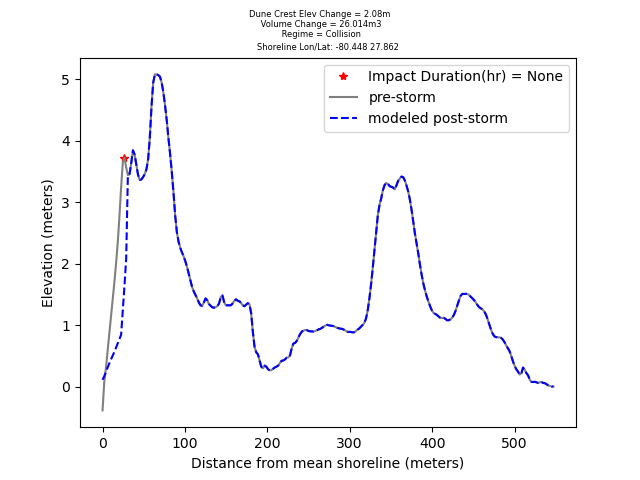 Dune Crest Elev Change = 2.08m
Volume Change = 26.014m3
Regime = Collision
Shoreline Lon/Lat: -80.448 27.862
Impact Duration(hr) = None
pre-storm
modeled post-storm
Elevation (meters)
5
4
3
2
1
0
0 100 200 300 400 500
Distance from mean shoreline (meters)